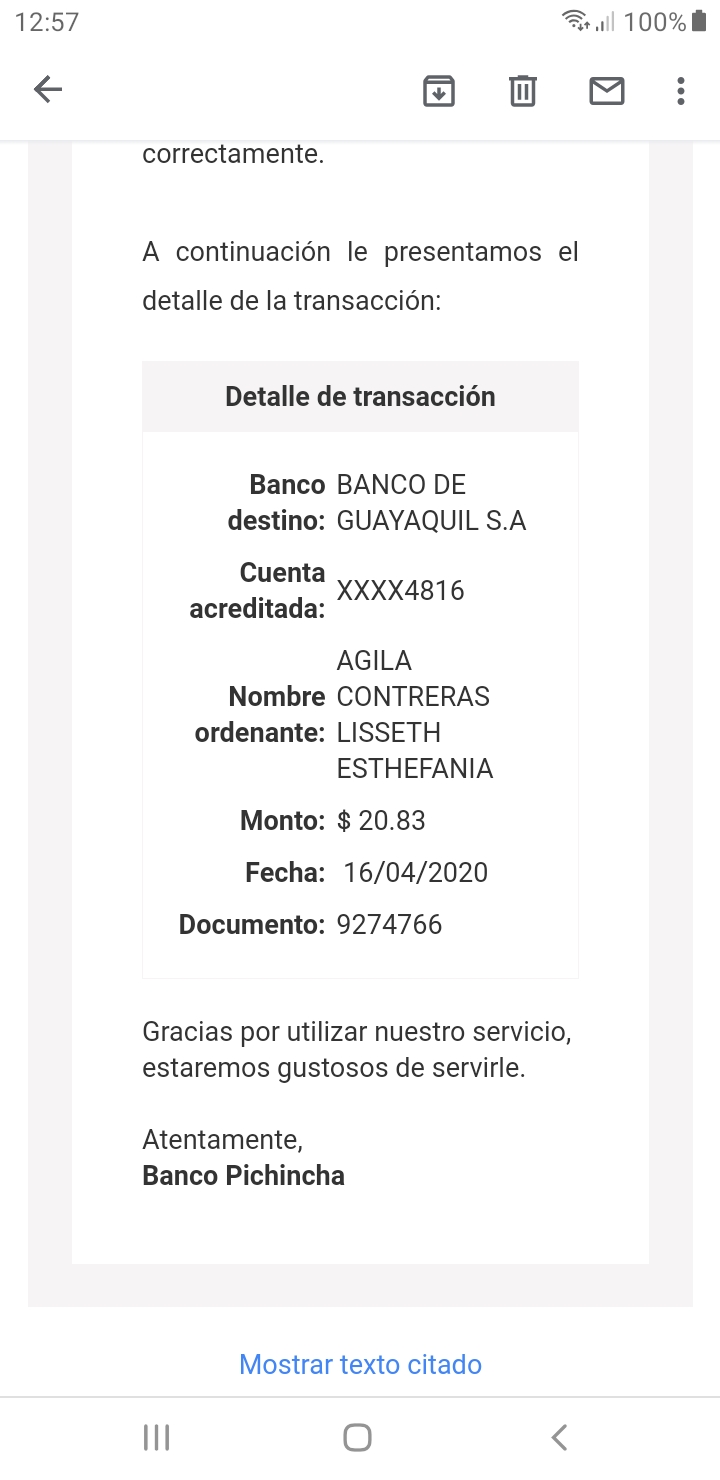 12:57
100%
correctamente.
A continuación le presentamos el
detalle de la transacción:
Detalle de transacción
Banco destino: BANCO DE GUAYAQUIL S.A
Cuenta acreditada: XXXX4816
Nombre ordenante: AGILA CONTRERAS LISSETH ESTHEFANIA
Monto: $ 20.83
Fecha: 16/04/2020
Documento: 9274766
Gracias por utilizar nuestro servicio,
estaremos gustosos de servirle.
Atentamente,
Banco Pichincha
Mostrar texto citado